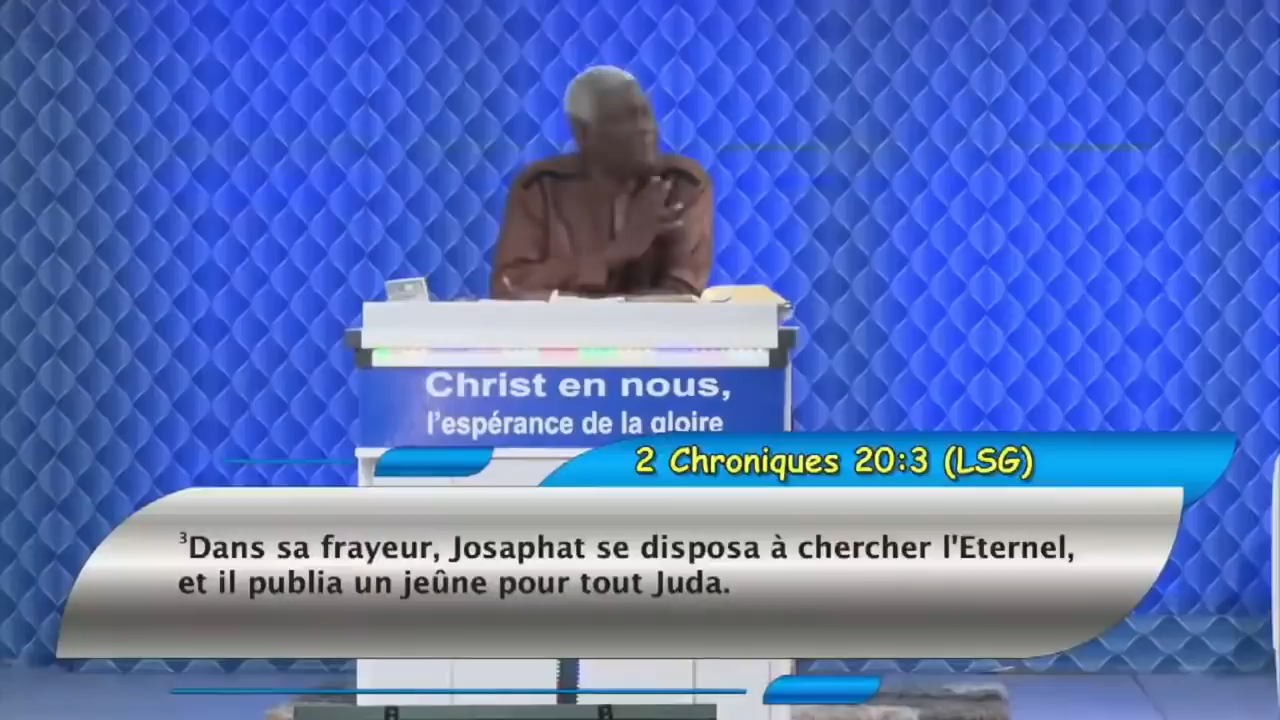 Christ en nous,
l'espérance de la gloire
2 Chroniques 20:3 (LSG)
³Dans sa frayeur, Josaphat se disposa à chercher l'Eternel,
et il publia un jeûne pour tout Juda.